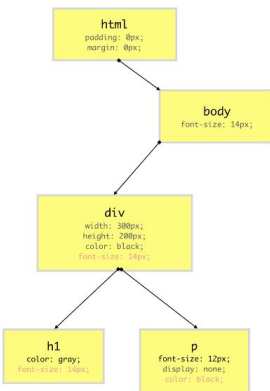 html
padding: 0px;
margin: 0px;
body
font-size: 14px;
div
width: 300px;
height: 200px;
color: black;
font-size: 14px;
h1
color: gray;
font-size: 14px;
p
font-size: 12px;
display: none;
color: black;